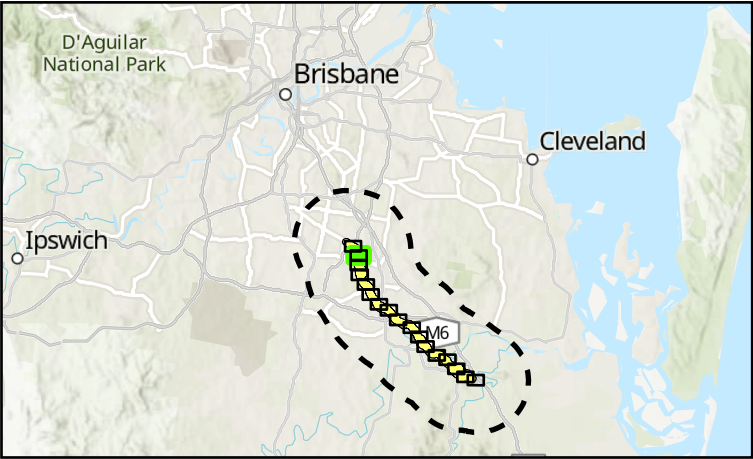 D'Aguilar
National Park
Brisbane
Cleveland
Ipswich
M6